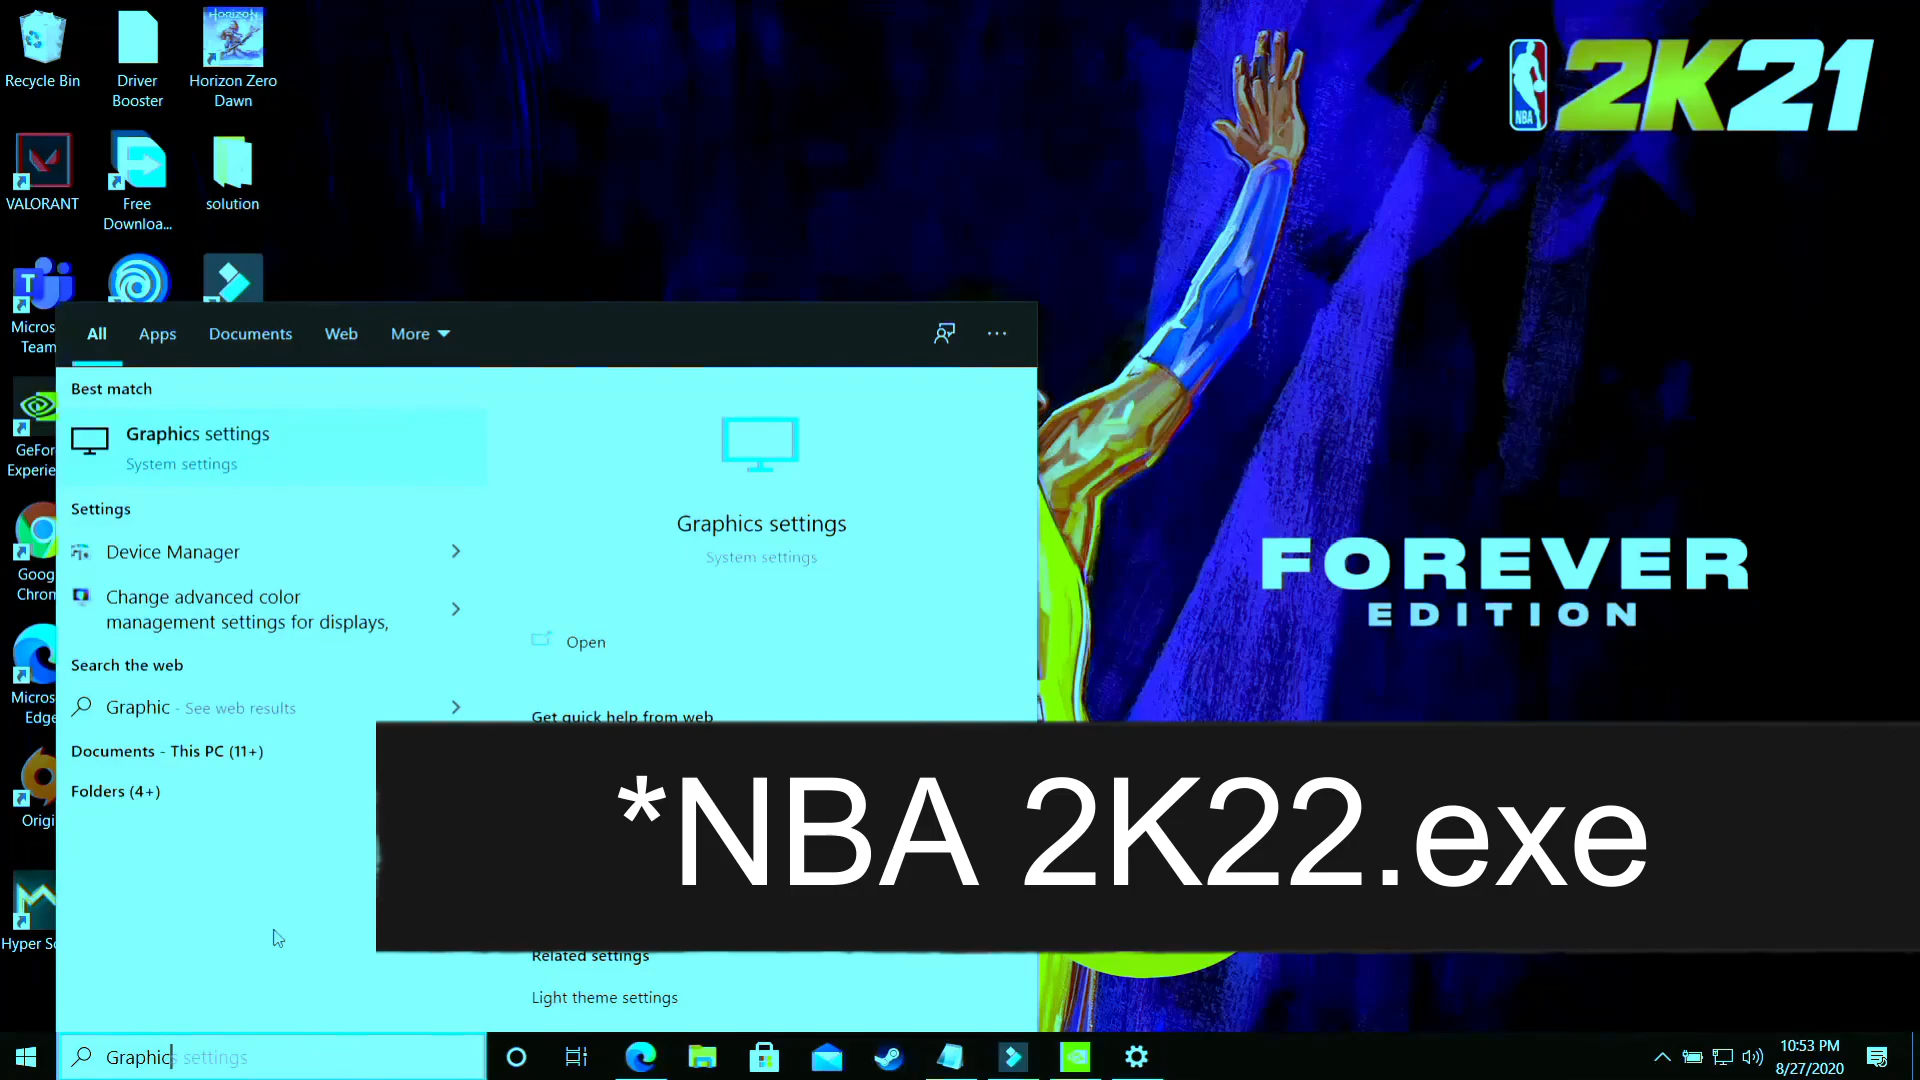 Recycle Bin
Driver
Booster
HORIZON
Horizon Zero
Dawn
VALORANT
Free
Downloa...
solution
Micros
Team
GeFor
Experie
Goog
Chrom
Micros
Edge
Origi
Hyper Sc
NBA
2K21
FOREVER
EDITION
All
Apps
Documents
Web
More
Best match
Graphics settings
System settings
Settings
Device Manager
Change advanced color
management settings for displays,
Search the web
Graphic - See web results
Documents - This PC (11+)
Folders (4+)
Graphics settings
System settings
Open
Get quick help from web
*NBA 2K22.exe
Related settings
Light theme settings
Graphics settings
10:53 PM
8/27/2020